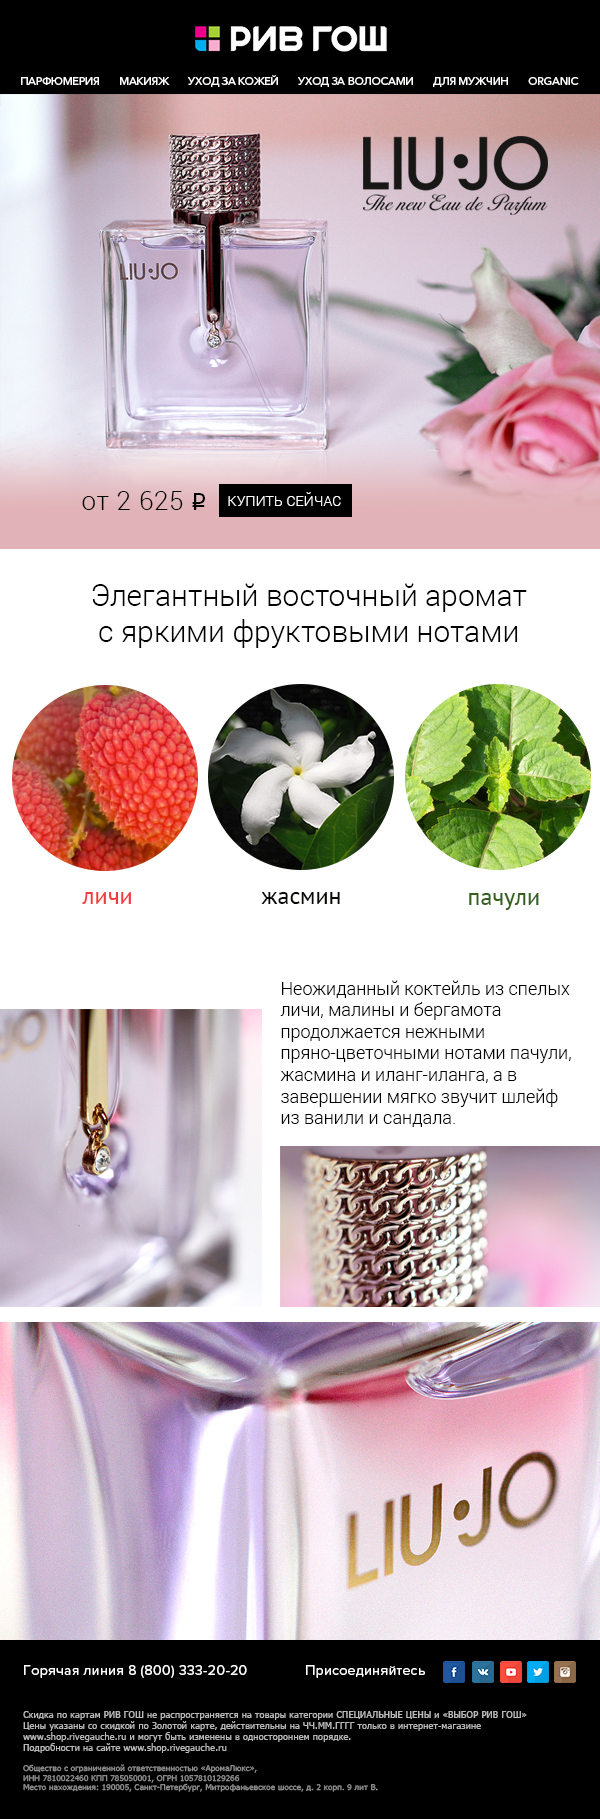 РИВ ГОШ
ПАРФЮМЕРИЯ МАКИЯЖ УХОД ЗА КОЖЕЙ УХОД ЗА ВОЛОСАМИ ДЛЯ МУЖЧИН ORGANIC
LIU•JO
The new Eau de Parfum
LIU•JO
от 2 625 ₽ КУПИТЬ СЕЙЧАС
Элегантный восточный аромат
с яркими фруктовыми нотами
личи жасмин пачули
Неожиданный коктейль из спелых
личи, малины и бергамота
продолжается нежными
пряно-цветочными нотами пачули,
жасмина и иланг-иланга, а в
завершении мягко звучит шлейф
из ванили и сандала.
LIU•JO
Горячая линия 8 (800) 333-20-20 Присоединяйтесь
Скидка по картам РИВ ГОШ не распространяется на товары категории СПЕЦИАЛЬНЫЕ ЦЕНЫ и «ВЫБОР РИВ ГОШ»
Цены указаны со скидкой по Золотой карте, действительны на ЧЧ.ММ.ГГГГ только в интернет-магазине
www.shop.rivegauche.ru и могут быть изменены в одностороннем порядке.
Подробности на сайте www.shop.rivegauche.ru
Общество с ограниченной ответственностью «АромаЛюкс»,
ИНН 7810022460 КПП 785050001, ОГРН 1057810129266
Место нахождения: 190005, Санкт-Петербург, Митрофаньевское шоссе, д. 2 корп. 9 лит В.